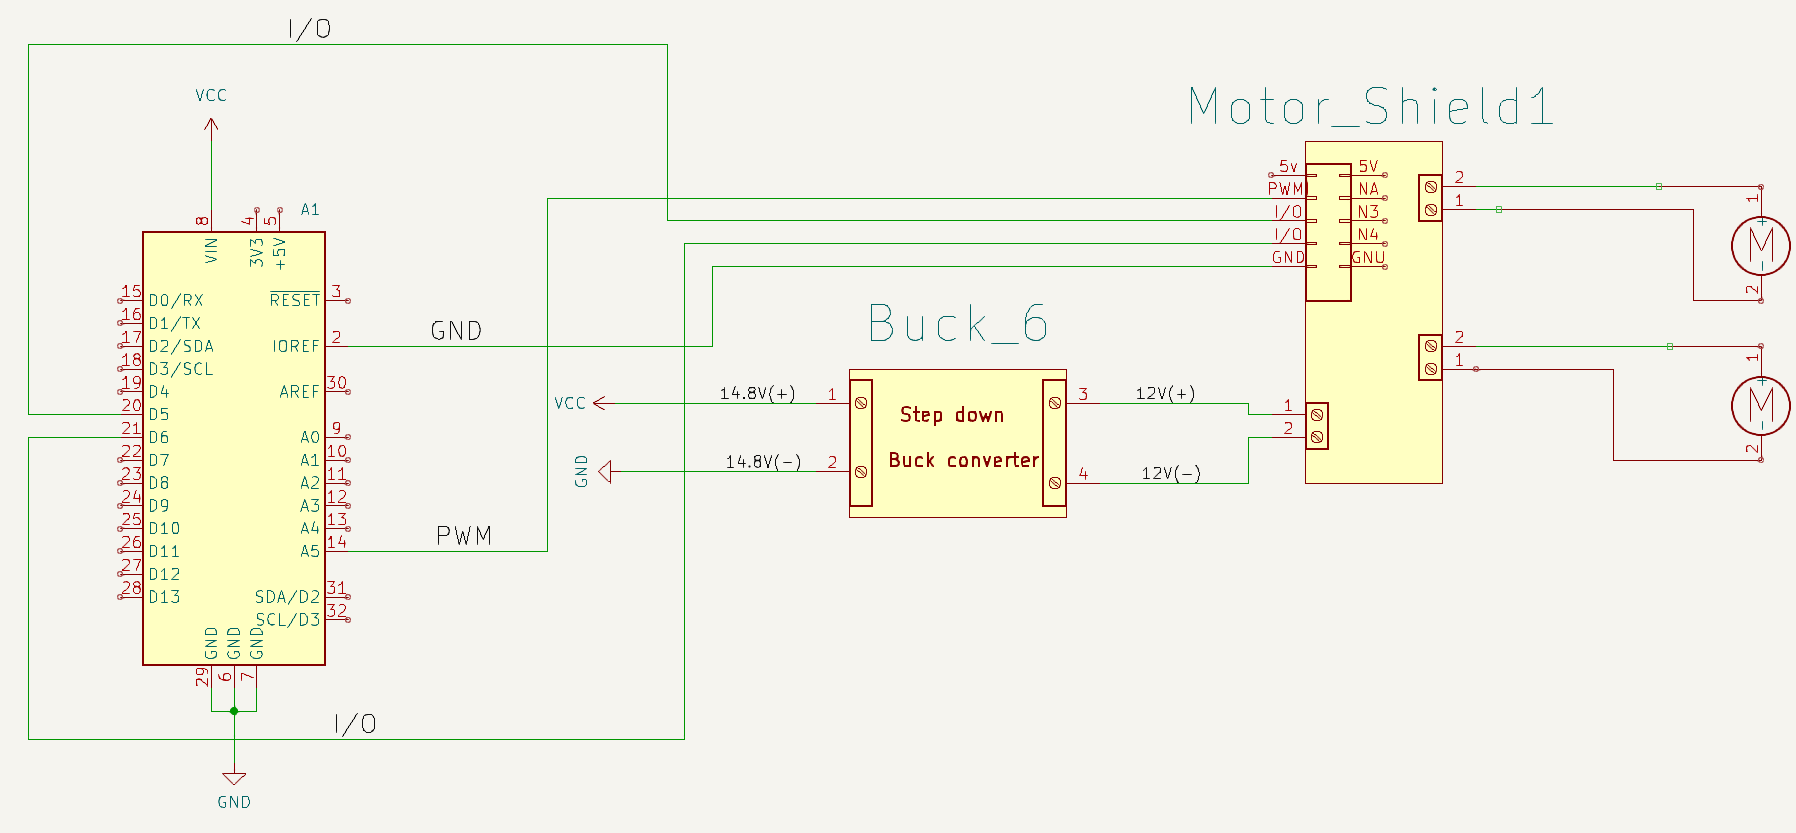 I/O
VCC
Motor_Shield1
A1
8
4
5
VIN
3V3
+5V
15 D0/RX
16 D1/TX
17 D2/SDA
18 D3/SCL
19 D4
20 D5
21 D6
22 D7
23 D8
24 D9
25 D10
26 D11
27 D12
28 D13
RESET 3
IOREF 2
AREF 30
A0 9
A1 10
A2 11
A3 12
A4 13
A5 14
SDA/D2 31
SCL/D3 32
GND
GND
GND
29
6
7
GND
GND
PWM
I/O
Buck_6
VCC
14.8V(+)
1
GND
14.8V(-)
2
Step down
Buck converter
3
12V(+)
4
12V(-)
5v
PWM
I/O
I/O
GND
5V
NA
N3
N4
GNU
1
2
2
1
2
1
1
+
M
-
2
1
+
M
-
2